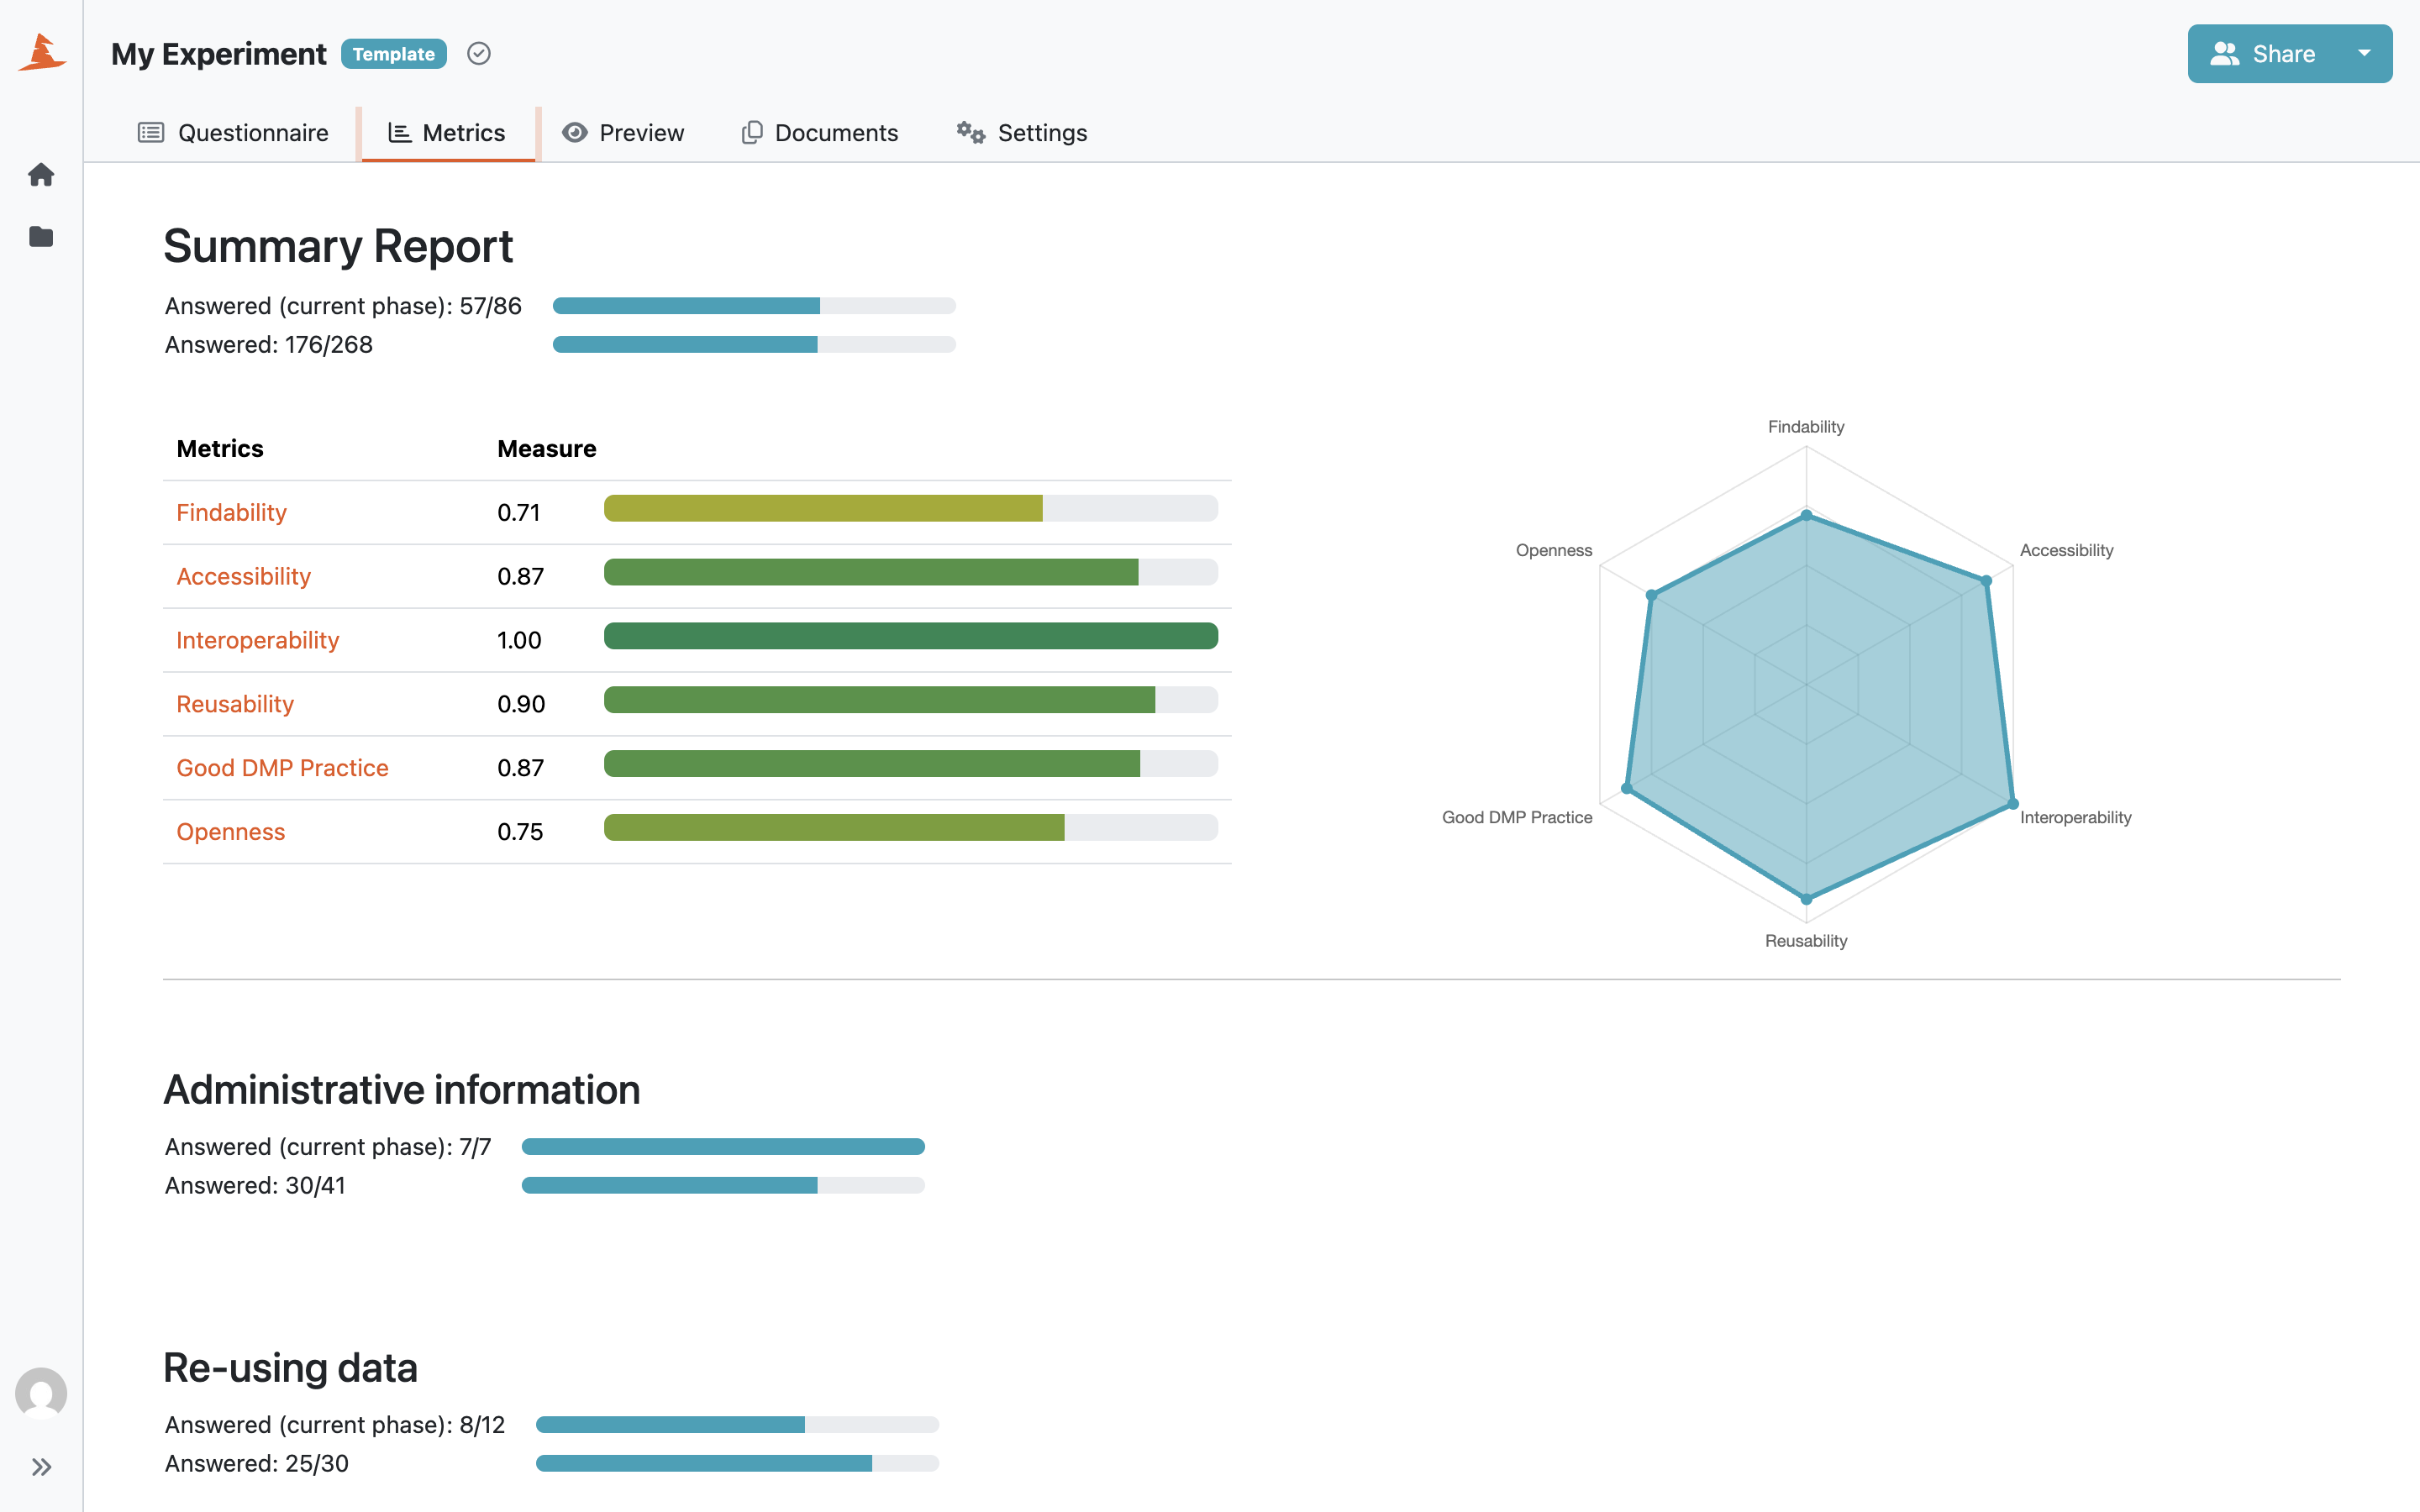 My Experiment Template
Share
Questionnaire Metrics Preview Documents Settings
Summary Report
Answered (current phase): 57/86
Answered: 176/268
Metrics Measure
Findability 0.71
Accessibility 0.87
Interoperability 1.00
Reusability 0.90
Good DMP Practice 0.87
Openness 0.75
Findability
Openness
Accessibility
Good DMP Practice
Interoperability
Reusability
Administrative information
Answered (current phase): 7/7
Answered: 30/41
Re-using data
Answered (current phase): 8/12
Answered: 25/30